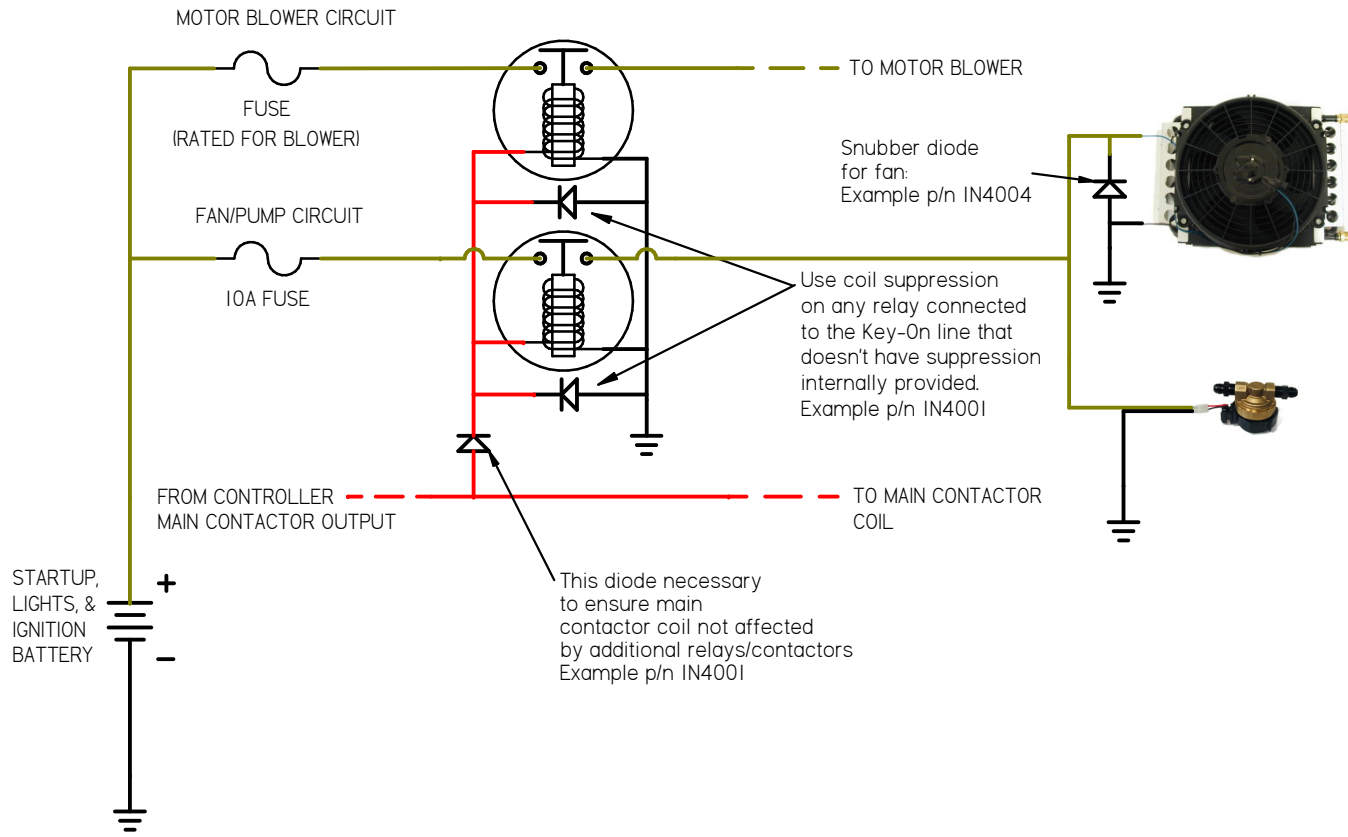 MOTOR BLOWER CIRCUIT
FUSE
(RATED FOR BLOWER)
TO MOTOR BLOWER
Snubber diode
for fan:
Example p/n IN4004
FAN/PUMP CIRCUIT
10A FUSE
Use coil suppression
on any relay connected
to the Key-On line that
doesn't have suppression
internally provided.
Example p/n IN4001
FROM CONTROLLER
MAIN CONTACTOR OUTPUT
TO MAIN CONTACTOR
COIL
STARTUP,
LIGHTS, &
IGNITION
BATTERY
+
−
This diode necessary
to ensure main
contactor coil not affected
by additional relays/contactors
Example p/n IN4001